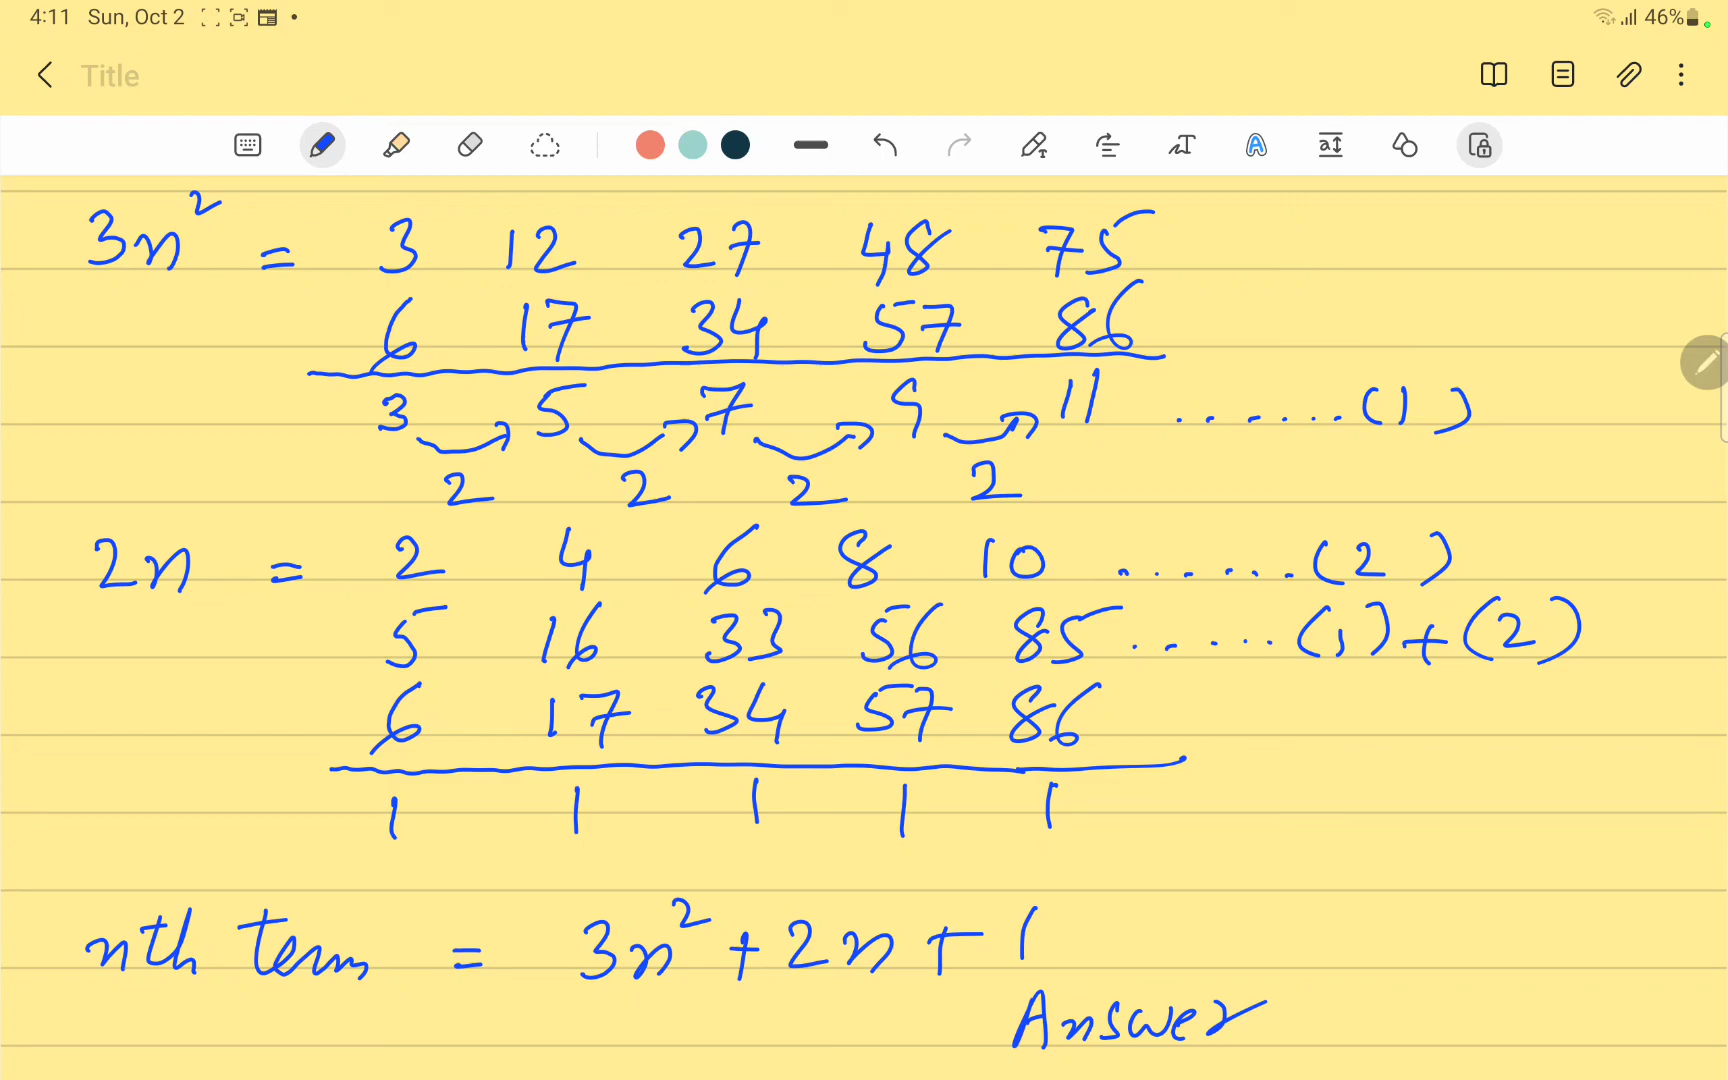 4:11 Sun, Oct 2 46%
Title
3n² = 3 12 27 48 75
6 17 34 57 86
3 5 7 9 11 ......(1)
2 2 2 2
2n = 2 4 6 8 10 ......(2)
5 16 33 56 85 ......(1)+(2)
6 17 34 57 86
1 1 1 1 1
nth term = 3n² + 2n + 1
Answer